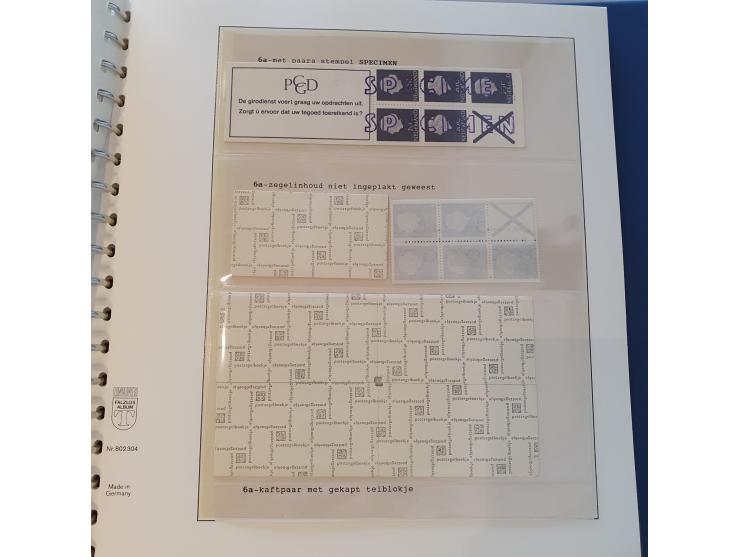 6a-met paars stempel SPECIMEN
PCGD
De girodienst voert graag uw opdrachten uit.
Zorgt ù ervoor dat uw tegoed toereikend is?
SPECIMEN
SPECIMEN
6a-zegelinhoud niet ingeplakt geweest
postzegelboekje
6a-kaftpaar met gekapt telblokje
FALZLOS
ALBUM
T
Nr. 802304
Made in
Germany